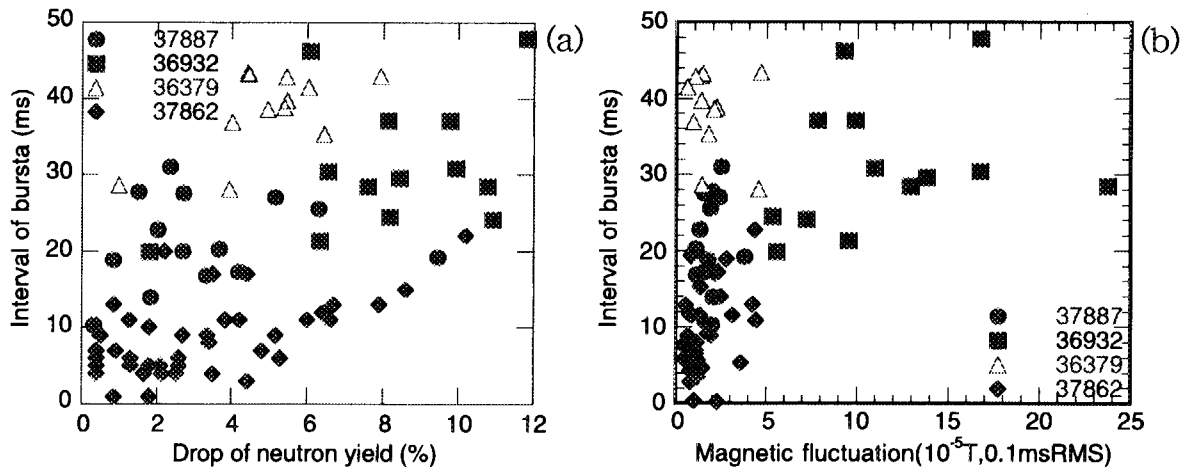 (a)
50
40
30
20
10
0
Interval of bursta (ms)
37887
36932
36379
37862
0 2 4 6 8 10 12
Drop of neutron yield (%)
(b)
50
40
30
20
10
0
Interval of bursta (ms)
37887
36932
36379
37862
0 5 10 15 20 25
Magnetic fluctuation(10⁻⁵T,0.1msRMS)